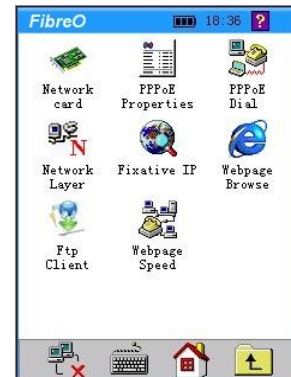 FibreO 18:36 ?
Network card
PPPoE Properties
PPPoE Dial
N
Network Layer
Fixative IP
Webpage Browse
Ftp Client
Webpage Speed